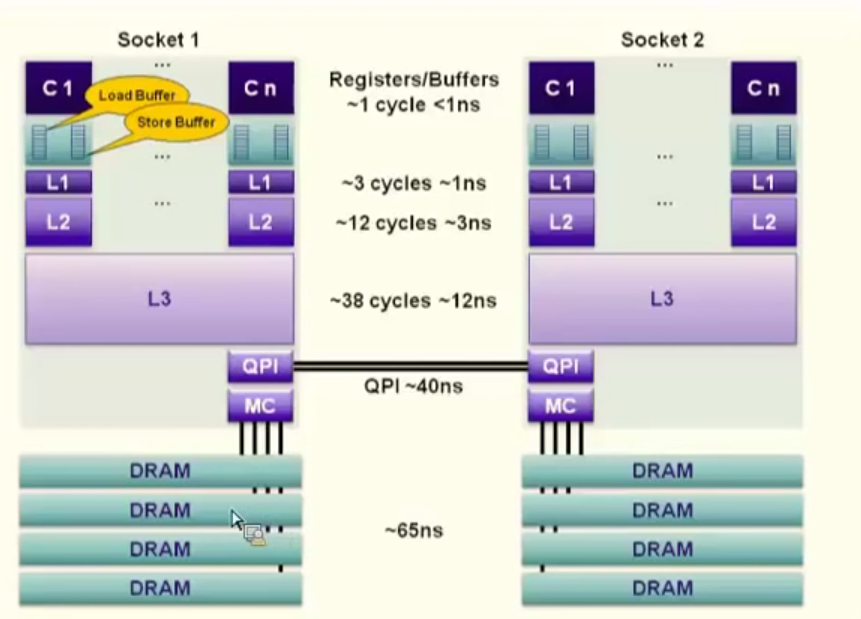 Socket 1
Socket 2
...
...
C 1
C n
Registers/Buffers
~1 cycle <1ns
C 1
C n
Load Buffer
Store Buffer
...
...
L1
L1
~3 cycles ~1ns
L1
L1
...
...
L2
L2
~12 cycles ~3ns
L2
L2
L3
~38 cycles ~12ns
L3
QPI
QPI
QPI ~40ns
MC
MC
DRAM
DRAM
DRAM
DRAM
~65ns
DRAM
DRAM
DRAM
DRAM